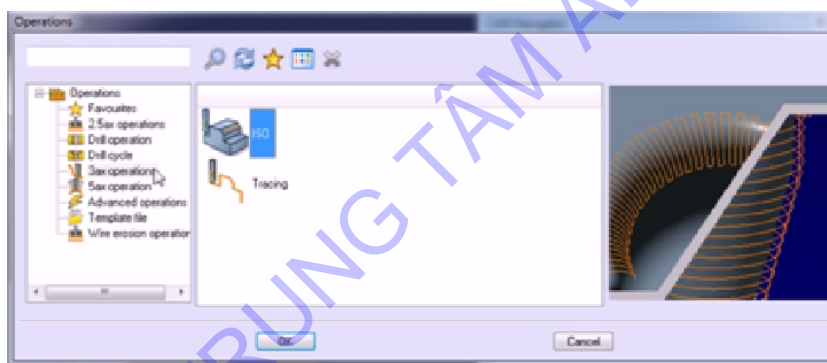 Operations
Operations
Favourites
2.5ax operations
Drill operation
Drill cycle
3ax operations
5ax operation
Advanced operations
Template file
Wire erosion operation
ISO
Tracing
OK
Cancel
TRUNG TÂM A